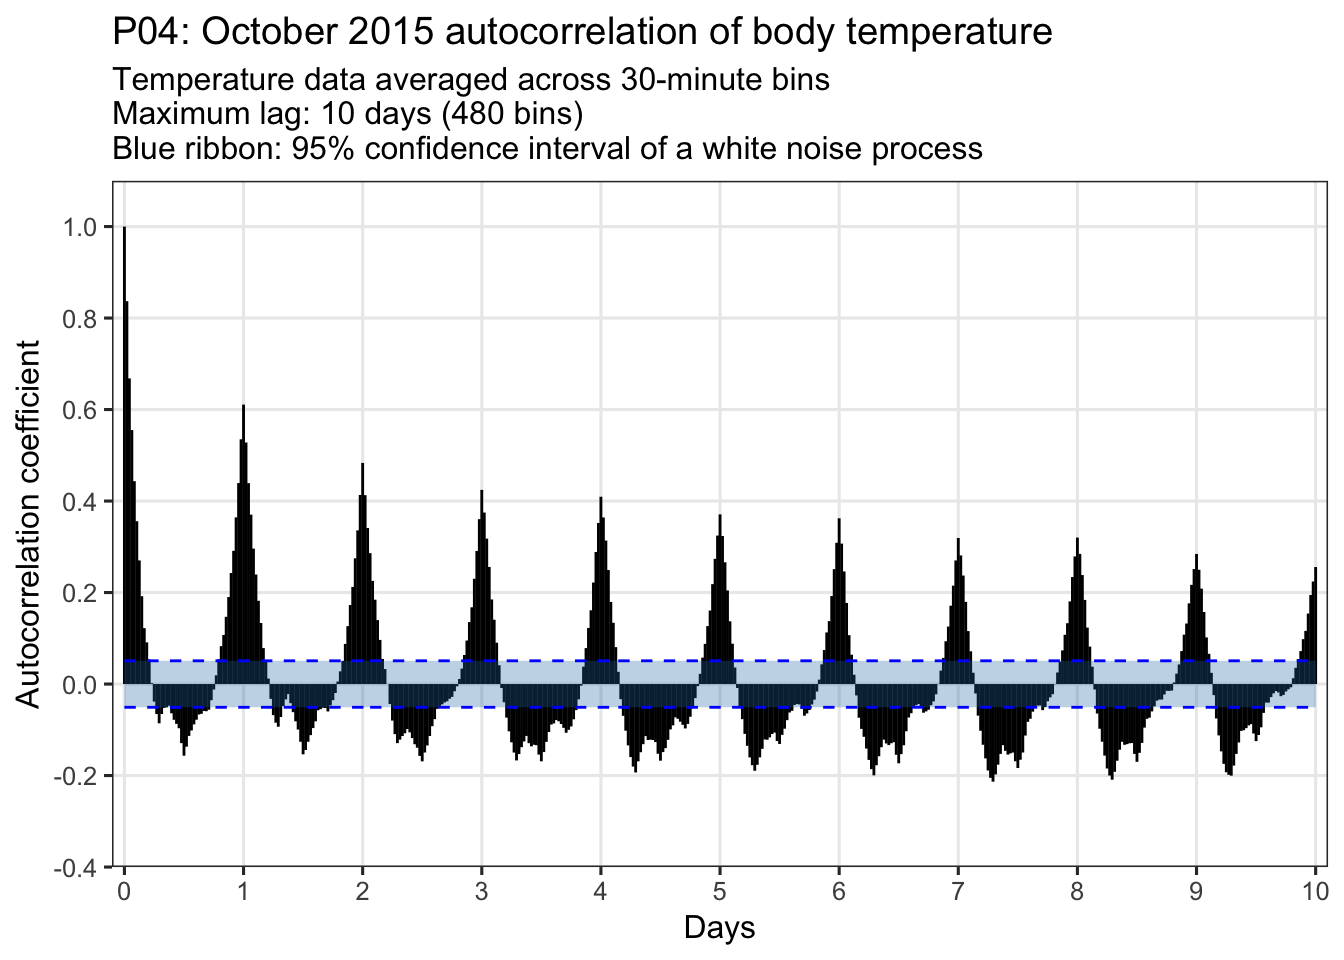 P04: October 2015 autocorrelation of body temperature
Temperature data averaged across 30-minute bins
Maximum lag: 10 days (480 bins)
Blue ribbon: 95% confidence interval of a white noise process
Autocorrelation coefficient
1.0
0.8
0.6
0.4
0.2
0.0
-0.2
-0.4
0 1 2 3 4 5 6 7 8 9 10
Days